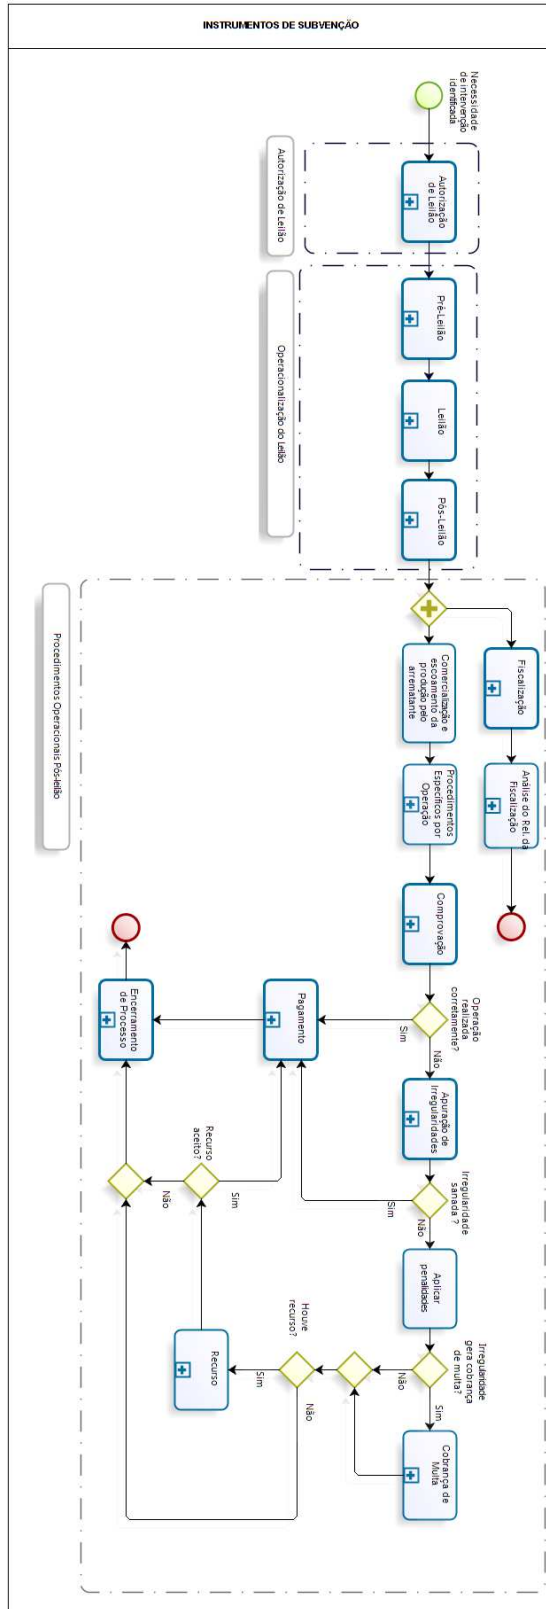 INSTRUMENTOS DE SUBVENÇÃO
Necessidade
de intervenção
identificada
Autorização
de Leilão
Autorização de Leilão
Pré-Leilão
Leilão
Pós-Leilão
Operacionalização do Leilão
Fiscalização
Análise do Rel. da
Fiscalização
Comercialização e
escoamento da
produção pelo
arrematante
Procedimentos
Específicos por
Operação
Comprovação
Operação
realizada
corretamente?
Sim
Não
Pagamento
Encerramento
de Processo
Apuração de
Irregularidades
Irregularidade
sanada ?
Sim
Não
Aplicar
penalidades
Irregularidade
gera cobrança
de multa?
Sim
Não
Cobrança de
Multa
Houve
recurso?
Sim
Não
Recurso
Recurso
aceito?
Sim
Não
Procedimentos Operacionais Pós-leilão